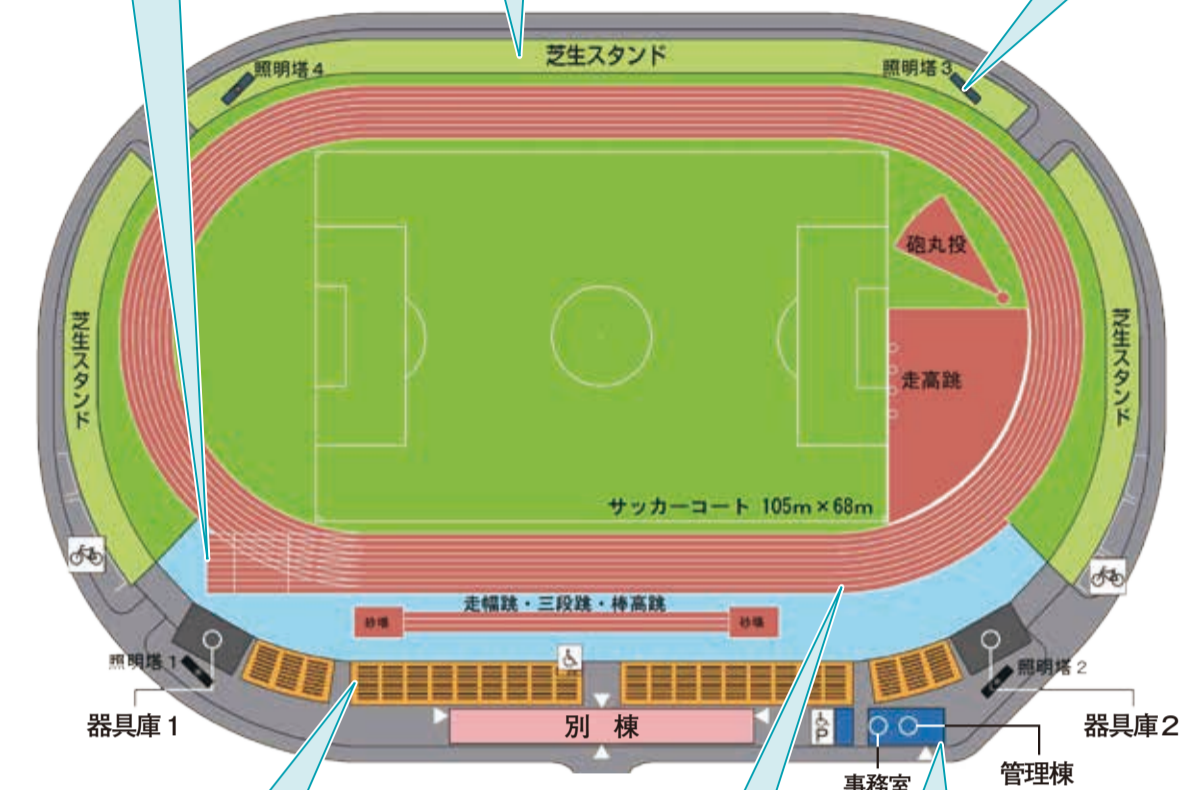 芝生スタンド
照明塔4
照明塔3
砲丸投
芝生スタンド
芝生スタンド
走高跳
サッカーコート 105m×68m
走幅跳・三段跳・棒高跳
砂場
砂場
照明塔1
照明塔2
器具庫1
別棟
P
器具庫2
管理棟
事務室